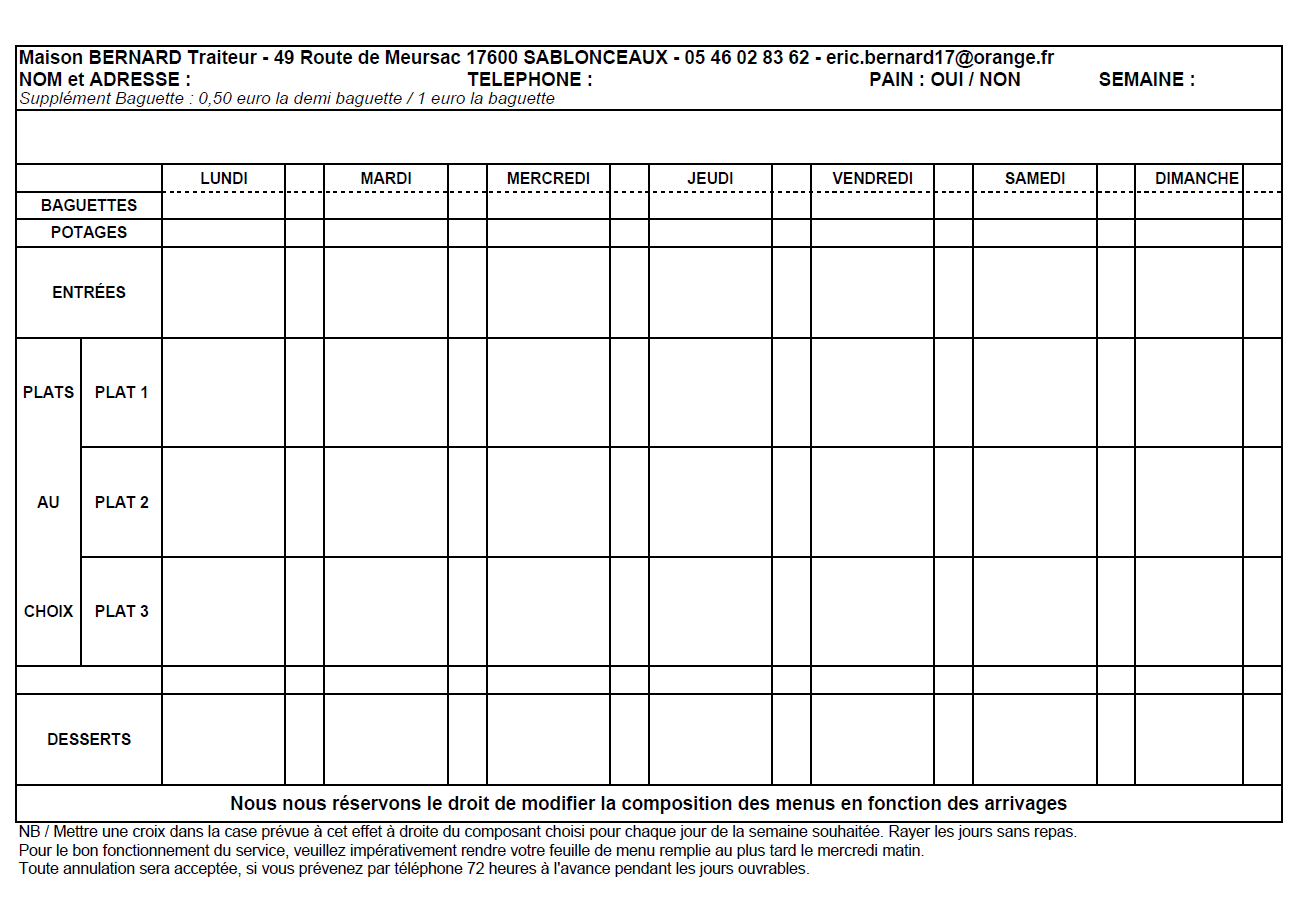 Maison BERNARD Traiteur - 49 Route de Meursac 17600 SABLONCEAUX - 05 46 02 83 62 - eric.bernard17@orange.fr
NOM et ADRESSE : TELEPHONE : PAIN : OUI / NON SEMAINE :
Supplément Baguette : 0,50 euro la demi baguette / 1 euro la baguette
LUNDI MARDI MERCREDI JEUDI VENDREDI SAMEDI DIMANCHE
BAGUETTES
POTAGES
ENTRÉES
PLATS PLAT 1
AU PLAT 2
CHOIX PLAT 3
DESSERTS
Nous nous réservons le droit de modifier la composition des menus en fonction des arrivages
NB / Mettre une croix dans la case prévue à cet effet à droite du composant choisi pour chaque jour de la semaine souhaitée. Rayer les jours sans repas.
Pour le bon fonctionnement du service, veuillez impérativement rendre votre feuille de menu remplie au plus tard le mercredi matin.
Toute annulation sera acceptée, si vous prévenez par téléphone 72 heures à l'avance pendant les jours ouvrables.